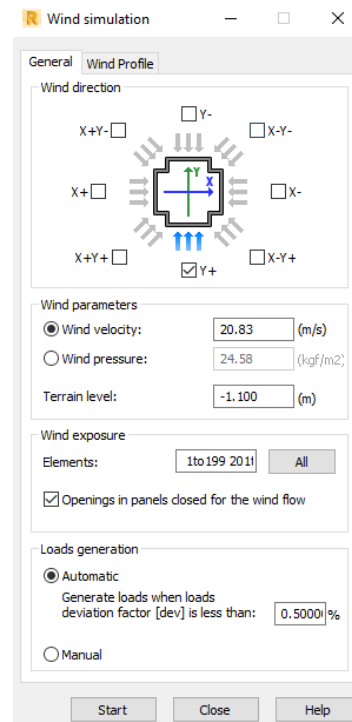 R Wind simulation
General Wind Profile
Wind direction
Y-
X+Y- X-Y-
Y
X+ X X-
X+Y+ X-Y+
Y+
Wind parameters
Wind velocity: 20.83 (m/s)
Wind pressure: 24.58 (kgf/m2)
Terrain level: -1.100 (m)
Wind exposure
Elements: 1to199 201t All
Openings in panels closed for the wind flow
Loads generation
Automatic
Generate loads when loads
deviation factor [dev] is less than: 0.5000 %
Manual
Start Close Help